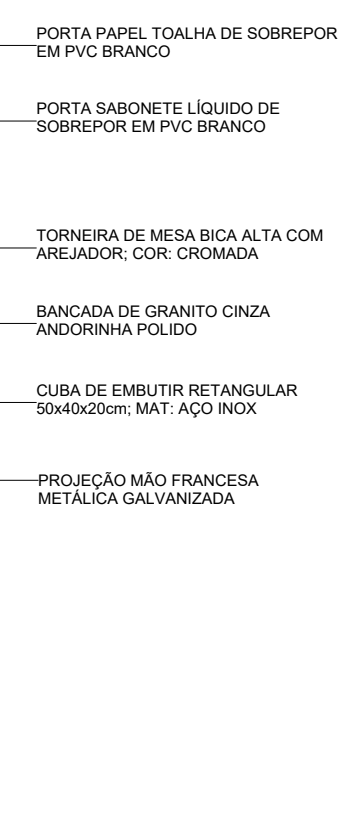 PORTA PAPEL TOALHA DE SOBREPOR
EM PVC BRANCO
PORTA SABONETE LÍQUIDO DE
SOBREPOR EM PVC BRANCO
TORNEIRA DE MESA BICA ALTA COM
AREJADOR; COR: CROMADA
BANCADA DE GRANITO CINZA
ANDORINHA POLIDO
CUBA DE EMBUTIR RETANGULAR
50x40x20cm; MAT: AÇO INOX
PROJEÇÃO MÃO FRANCESA
METÁLICA GALVANIZADA